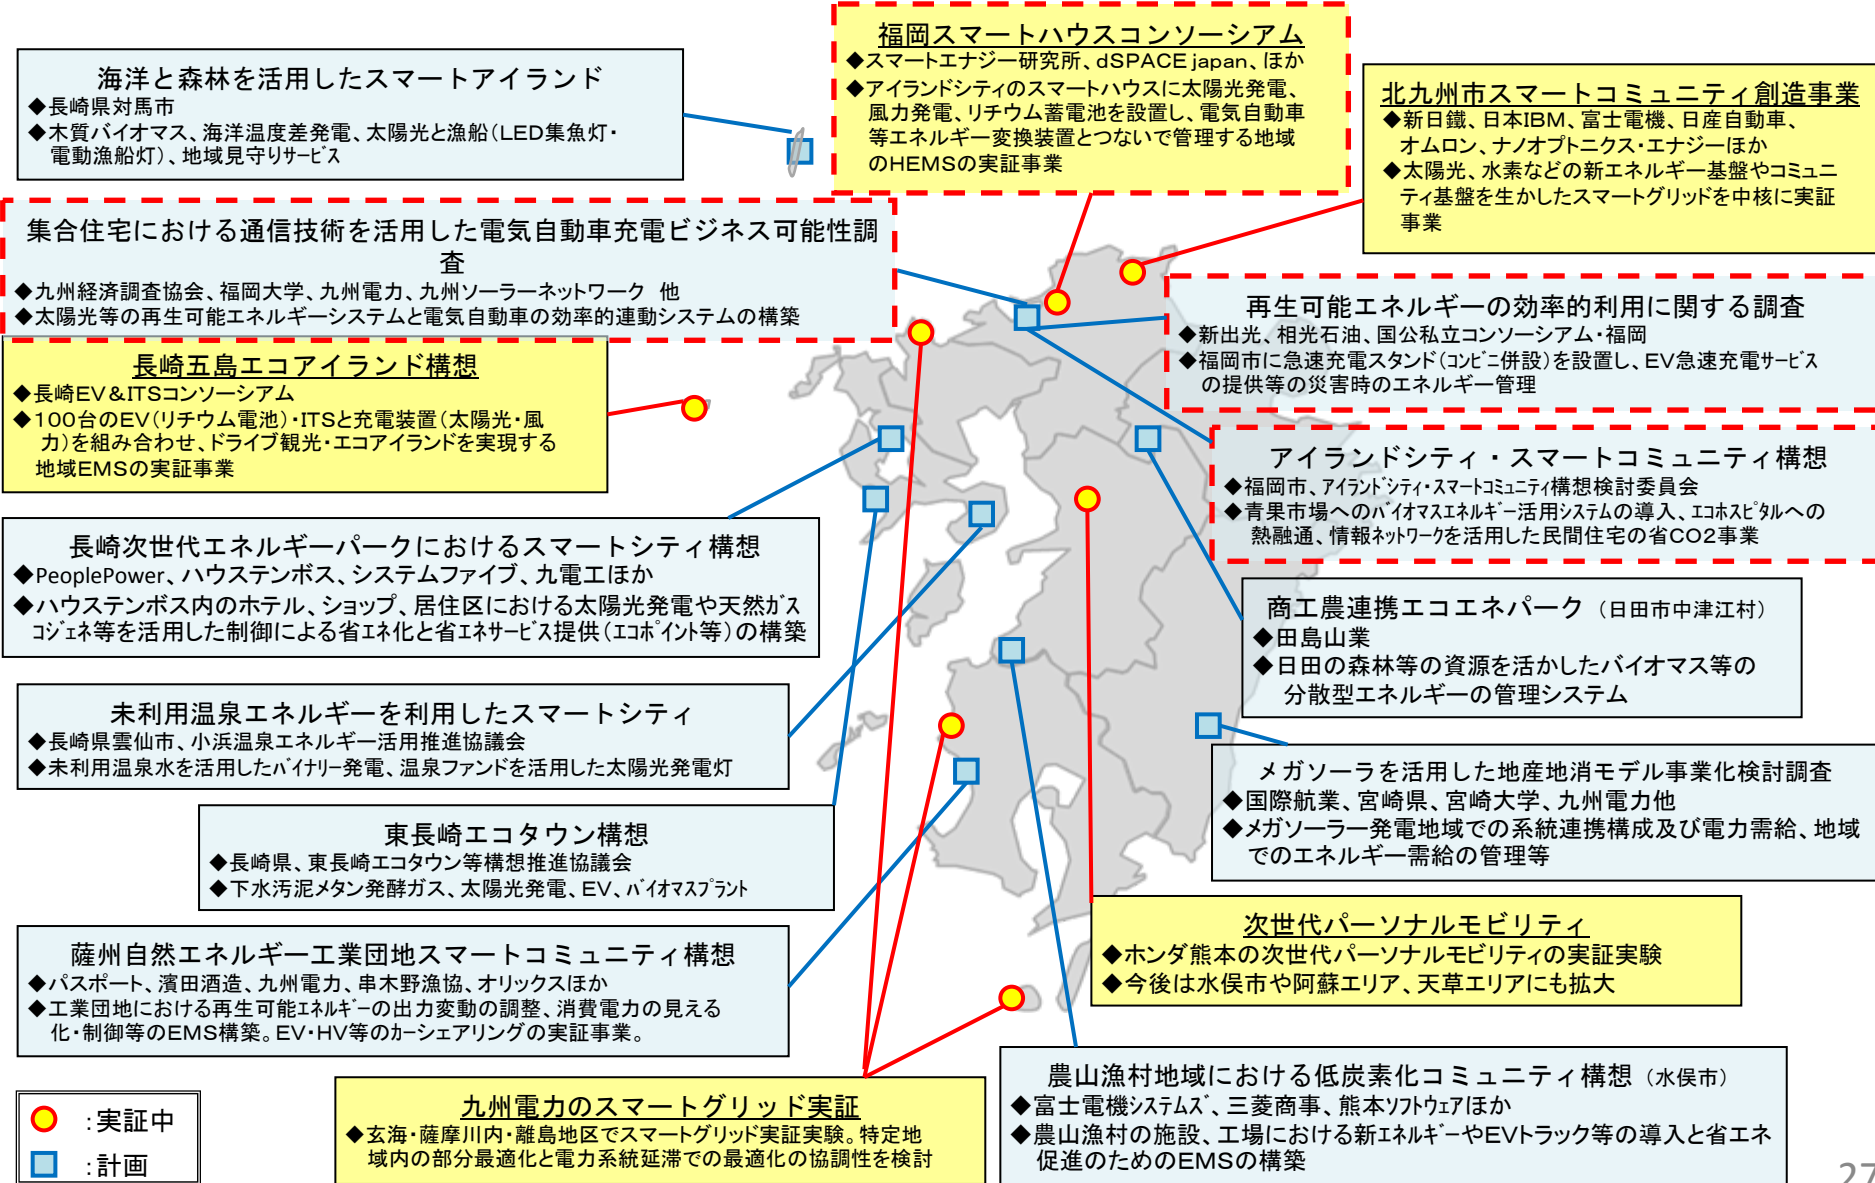 海洋と森林を活用したスマートアイランド
◆長崎県対馬市
◆木質バイオマス、海洋温度差発電、太陽光と漁船(LED集魚灯・
電動漁船灯)、地域見守りサービス
福岡スマートハウスコンソーシアム
◆スマートエナジー研究所、dSPACE japan、ほか
◆アイランドシティのスマートハウスに太陽光発電、
風力発電、リチウム蓄電池を設置し、電気自動車
等エネルギー変換装置とつないで管理する地域
のHEMSの実証事業
北九州市スマートコミュニティ創造事業
◆新日鐵、日本IBM、富士電機、日産自動車、
オムロン、ナノオプトニクス・エナジーほか
◆太陽光、水素などの新エネルギー基盤やコミュニ
ティ基盤を生かしたスマートグリッドを中核に実証
事業
集合住宅における通信技術を活用した電気自動車充電ビジネス可能性調
査
◆九州経済調査協会、福岡大学、九州電力、九州ソーラーネットワーク 他
◆太陽光等の再生可能エネルギーシステムと電気自動車の効率的連動システムの構築
再生可能エネルギーの効率的利用に関する調査
◆新出光、相光石油、国公私立コンソーシアム・福岡
◆福岡市に急速充電スタンド(コンビニ併設)を設置し、EV急速充電サービス
の提供等の災害時のエネルギー管理
長崎五島エコアイランド構想
◆長崎EV&ITSコンソーシアム
◆100台のEV(リチウム電池)・ITSと充電装置(太陽光・風
力)を組み合わせ、ドライブ観光・エコアイランドを実現する
地域EMSの実証事業
アイランドシティ・スマートコミュニティ構想
◆福岡市、アイランドシティ・スマートコミュニティ構想検討委員会
◆青果市場へのバイオマスエネルギー活用システムの導入、エコホスピタルへの
熱融通、情報ネットワークを活用した民間住宅の省CO2事業
長崎次世代エネルギーパークにおけるスマートシティ構想
◆PeoplePower、ハウステンボス、システムファイブ、九電工ほか
◆ハウステンボス内のホテル、ショップ、居住区における太陽光発電や天然ガス
コジェネ等を活用した制御による省エネ化と省エネサービス提供(エコポイント等)の構築
商工農連携エコエネパーク(日田市中津江村)
◆田島山業
◆日田の森林等の資源を活かしたバイオマス等の
分散型エネルギーの管理システム
未利用温泉エネルギーを利用したスマートシティ
◆長崎県雲仙市、小浜温泉エネルギー活用推進協議会
◆未利用温泉水を活用したバイナリー発電、温泉ファンドを活用した太陽光発電灯
メガソーラを活用した地産地消モデル事業化検討調査
◆国際航業、宮崎県、宮崎大学、九州電力他
◆メガソーラー発電地域での系統連携構成及び電力需給、地域
でのエネルギー需給の管理等
東長崎エコタウン構想
◆長崎県、東長崎エコタウン等構想推進協議会
◆下水汚泥メタン発酵ガス、太陽光発電、EV、バイオマスプラント
次世代パーソナルモビリティ
◆ホンダ熊本の次世代パーソナルモビリティの実証実験
◆今後は水俣市や阿蘇エリア、天草エリアにも拡大
薩州自然エネルギー工業団地スマートコミュニティ構想
◆パスポート、濵田酒造、九州電力、串木野漁協、オリックスほか
◆工業団地における再生可能エネルギーの出力変動の調整、消費電力の見える
化・制御等のEMS構築。EV・HV等のカーシェアリングの実証事業。
農山漁村地域における低炭素化コミュニティ構想(水俣市)
◆富士電機システムズ、三菱商事、熊本ソフトウェアほか
◆農山漁村の施設、工場における新エネルギーやEVトラック等の導入と省エネ
促進のためのEMSの構築
九州電力のスマートグリッド実証
◆玄海・薩摩川内・離島地区でスマートグリッド実証実験。特定地
域内の部分最適化と電力系統延滞での最適化の協調性を検討
:実証中
:計画
27